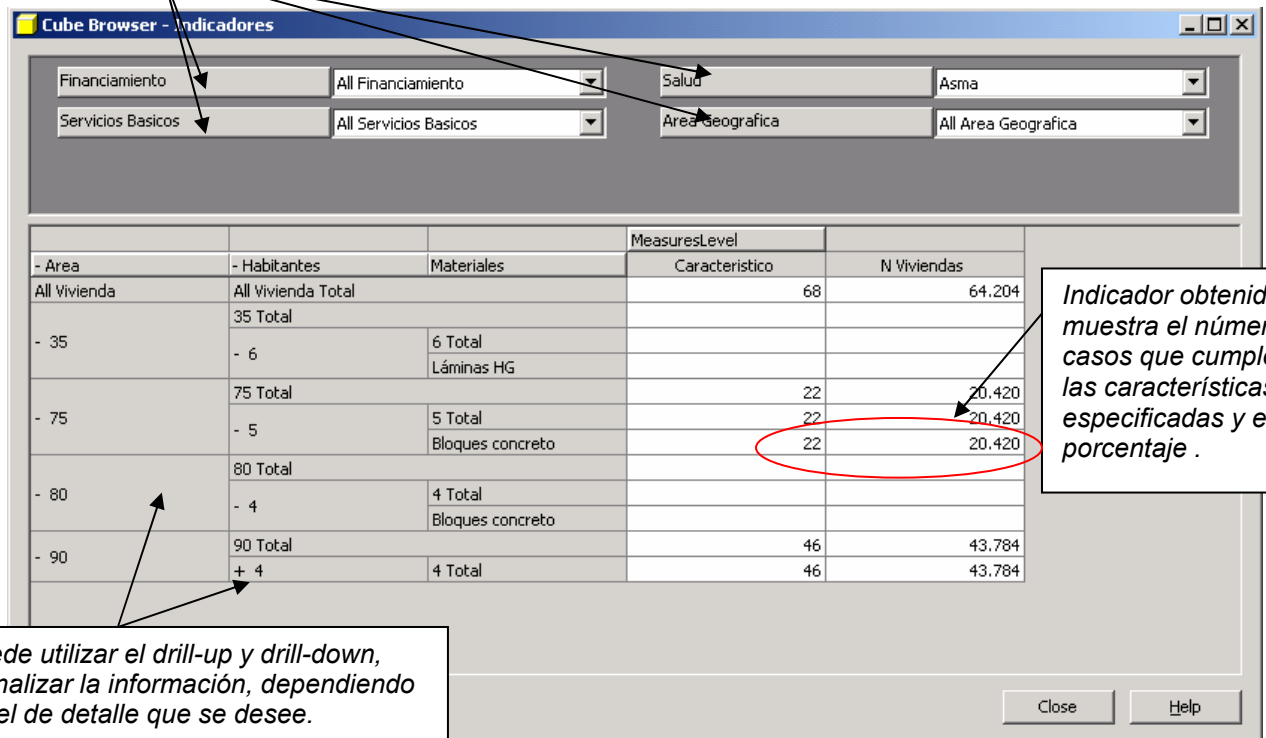 Cube Browser - Indicadores
Financiamiento All Financiamiento Salud Asma
Servicios Basicos All Servicios Basicos Area Geografica All Area Geografica
MeasuresLevel
- Area - Habitantes Materiales Caracteristico N Viviendas
All Vivienda All Vivienda Total 68 64.204
- 35 35 Total
- 6 6 Total
Láminas HG
- 75 75 Total 22 20.420
- 5 5 Total 22 20.420
Bloques concreto 22 20.420
- 80 80 Total
- 4 4 Total
Bloques concreto
- 90 90 Total 46 43.784
+ 4 4 Total 46 43.784
Indicador obtenid
muestra el númer
casos que cumple
las características
especificadas y e
porcentaje .
ede utilizar el drill-up y drill-down,
nalizar la información, dependiendo
el de detalle que se desee.
Close Help